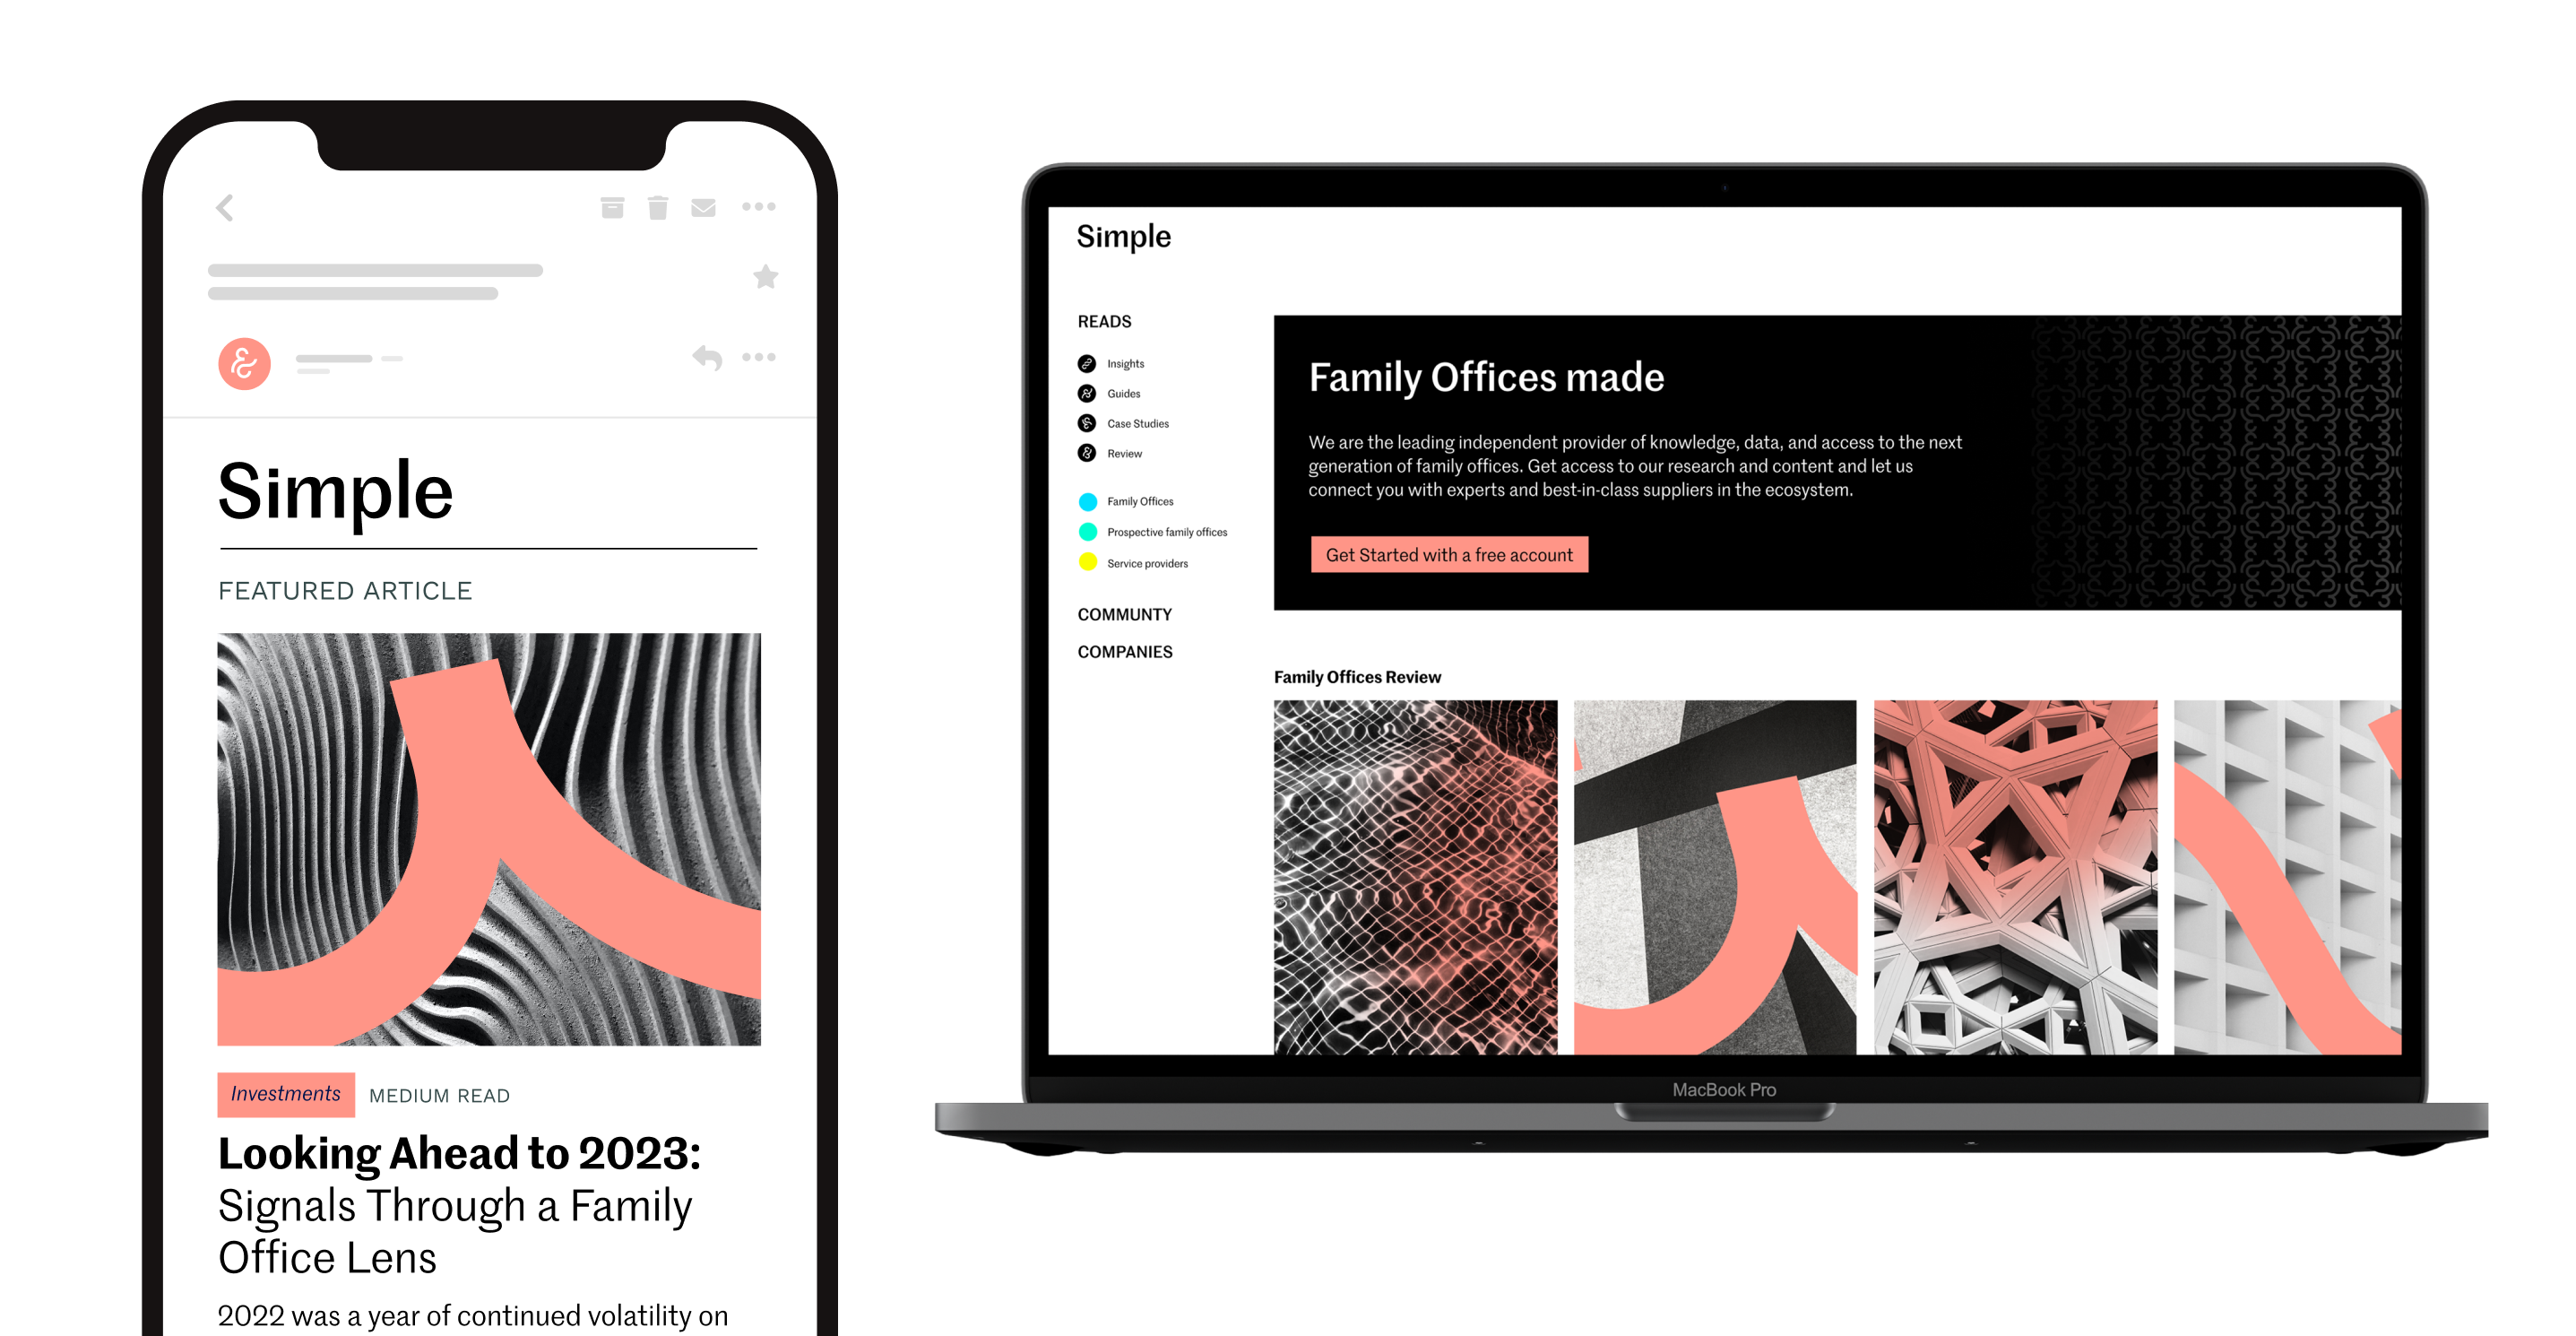 Simple
FEATURED ARTICLE
Investments
MEDIUM READ
Looking Ahead to 2023:
Signals Through a Family
Office Lens
2022 was a year of continued volatility on
Simple
READS
Insights
Guides
Case Studies
Review
Family Offices
Prospective family offices
Service providers
COMMUNTY
COMPANIES
Family Offices made
We are the leading independent provider of knowledge, data, and access to the next
generation of family offices. Get access to our research and content and let us
connect you with experts and best-in-class suppliers in the ecosystem.
Get Started with a free account
Family Offices Review
MacBook Pro